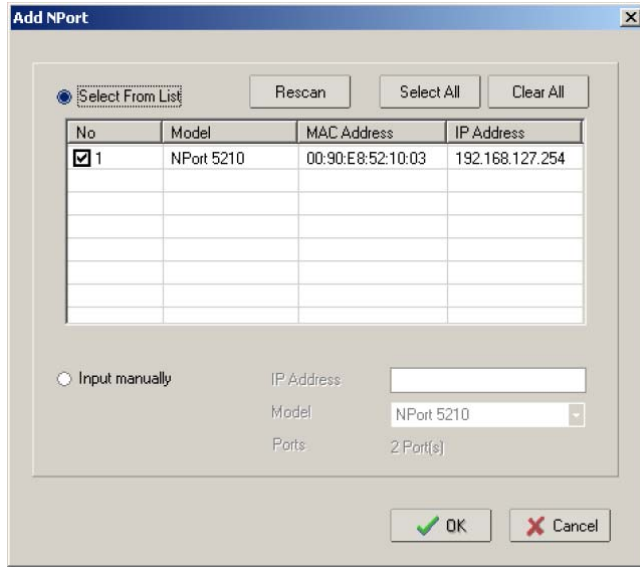 Add NPort
Select From List Rescan Select All Clear All
No Model MAC Address IP Address
1 NPort 5210 00:90:E8:52:10:03 192.168.127.254
Input manually IP Address
Model NPort 5210
Ports 2 Port(s)
OK Cancel